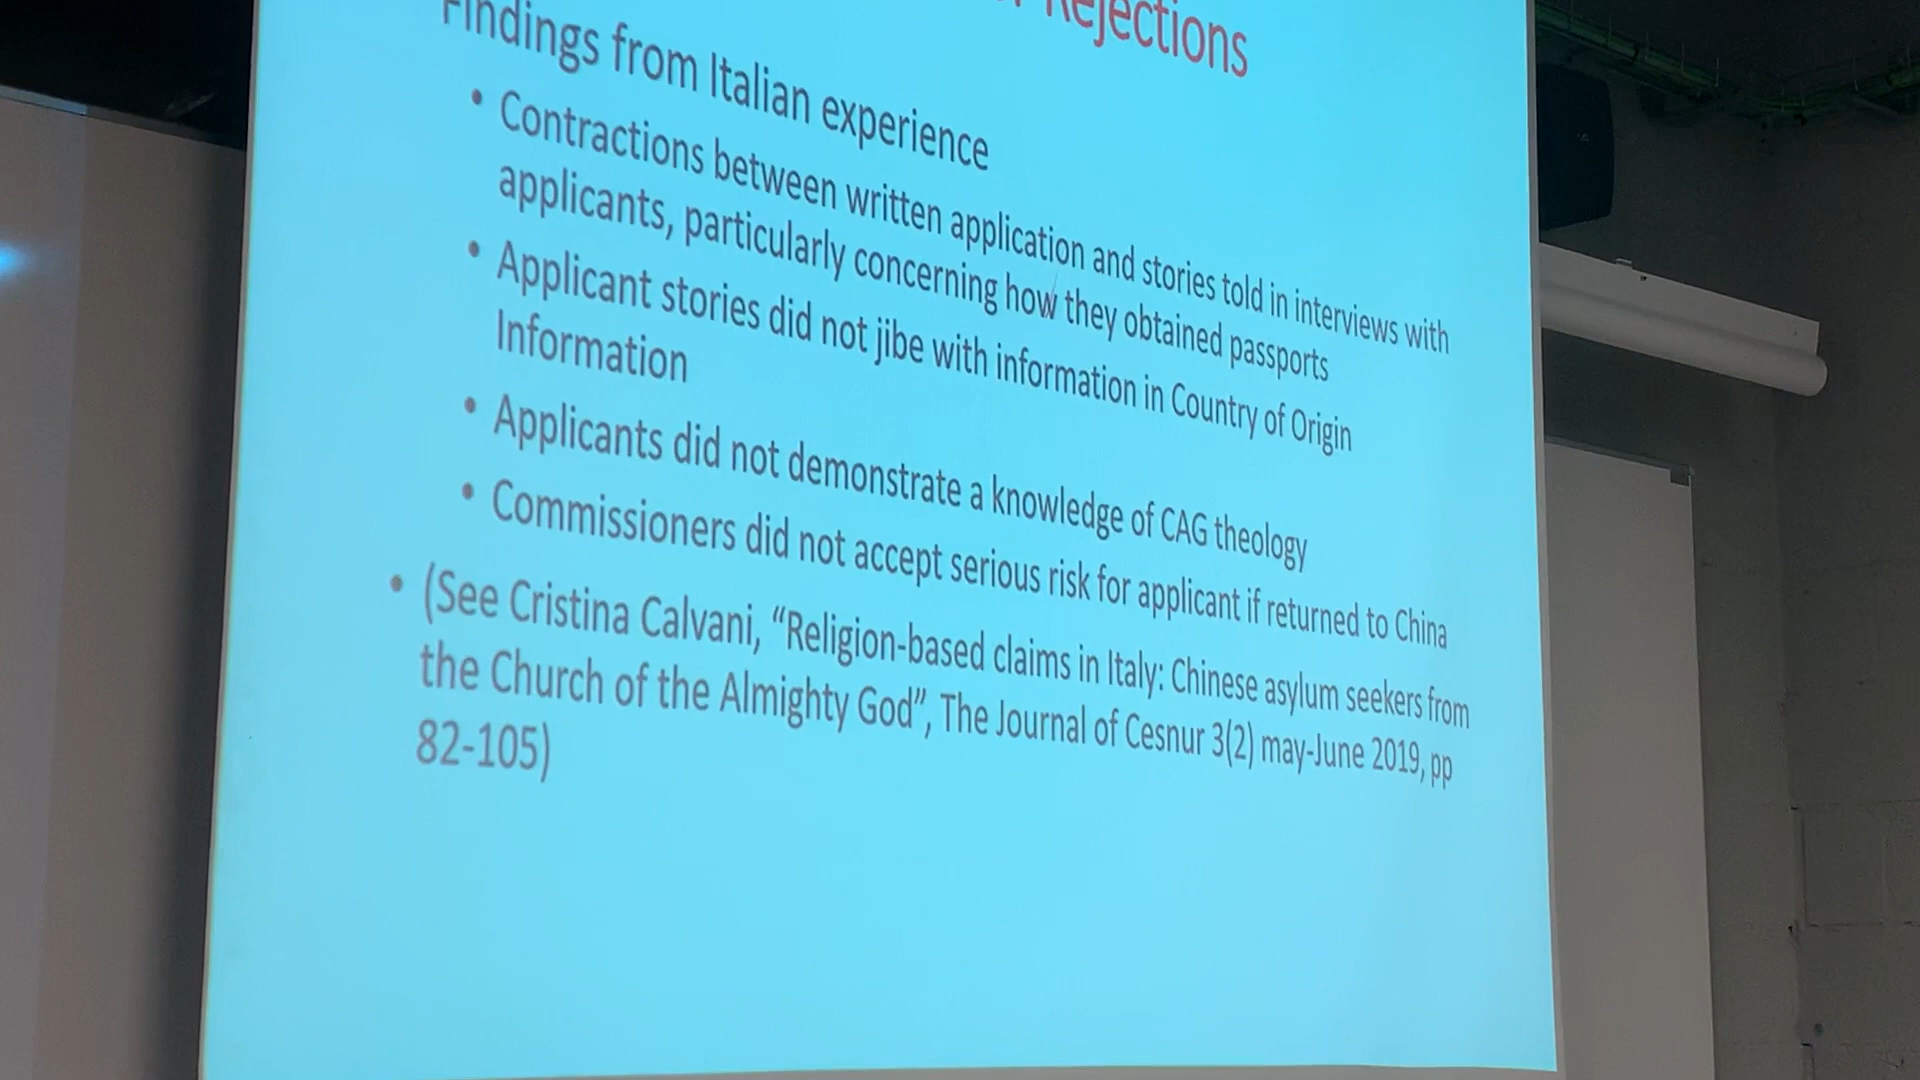 Rejections
Findings from Italian experience
• Contractions between written application and stories told in interviews with
applicants, particularly concerning how they obtained passports
• Applicant stories did not jibe with information in Country of Origin
Information
• Applicants did not demonstrate a knowledge of CAG theology
• Commissioners did not accept serious risk for applicant if returned to China
• (See Cristina Calvani, “Religion-based claims in Italy: Chinese asylum seekers from
the Church of the Almighty God”, The Journal of Cesnur 3(2) may-June 2019, pp
82-105)